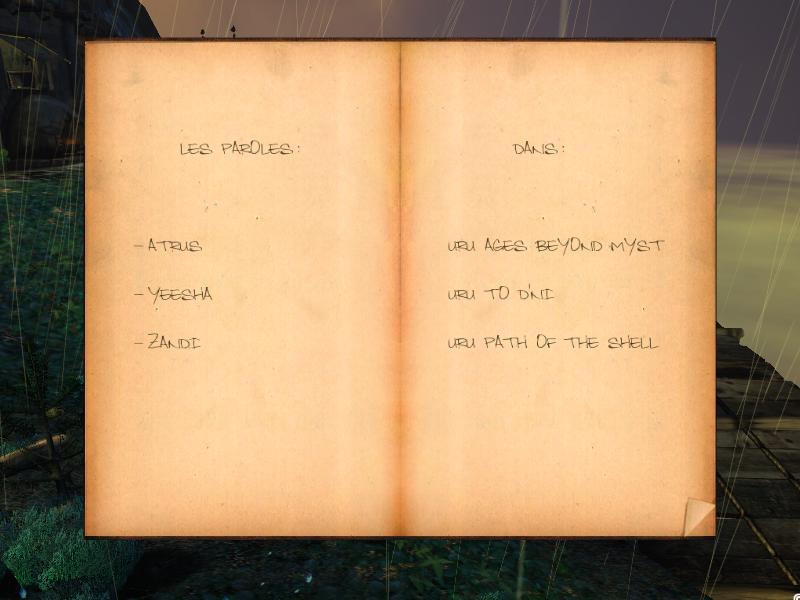 LES PAROLES:
-ATRUS
-YEESHA
-ZANDI
DANS:
URU AGES BEYOND MYST
URU TO D'NI
URU PATH OF THE SHELL